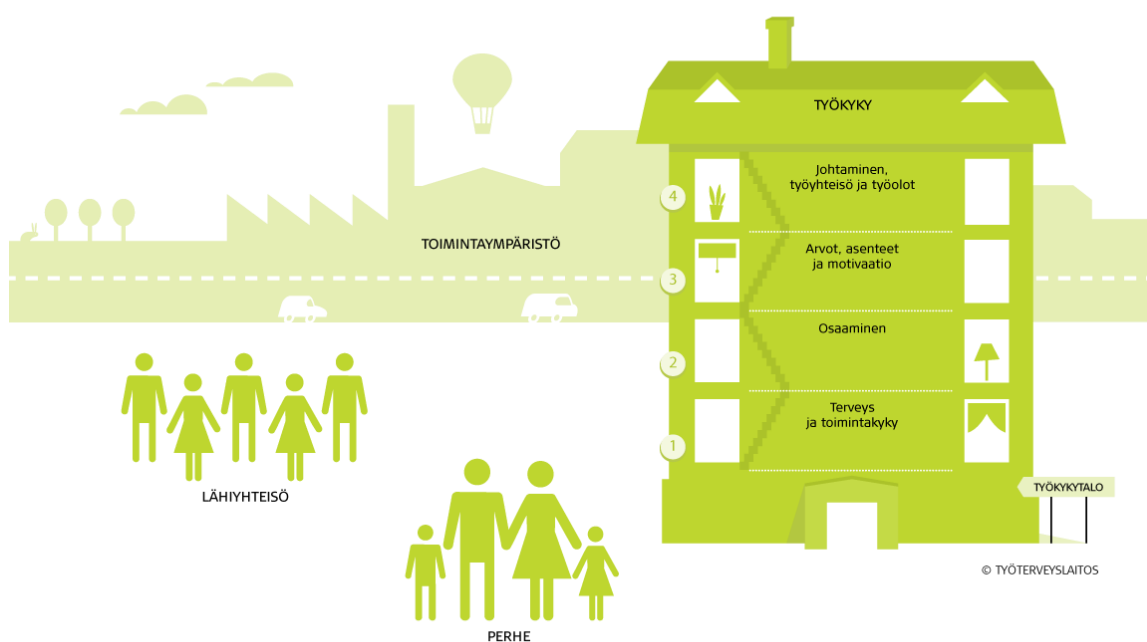 TYÖKYKY
Johtaminen,
työyhteisö ja työolot
4
TOIMINTAYMPÄRISTÖ
Arvot, asenteet
ja motivaatio
3
Osaaminen
2
Terveys
ja toimintakyky
1
LÄHIYHTEISÖ
TYÖKYKYTALO
© TYÖTERVEYSLAITOS
PERHE